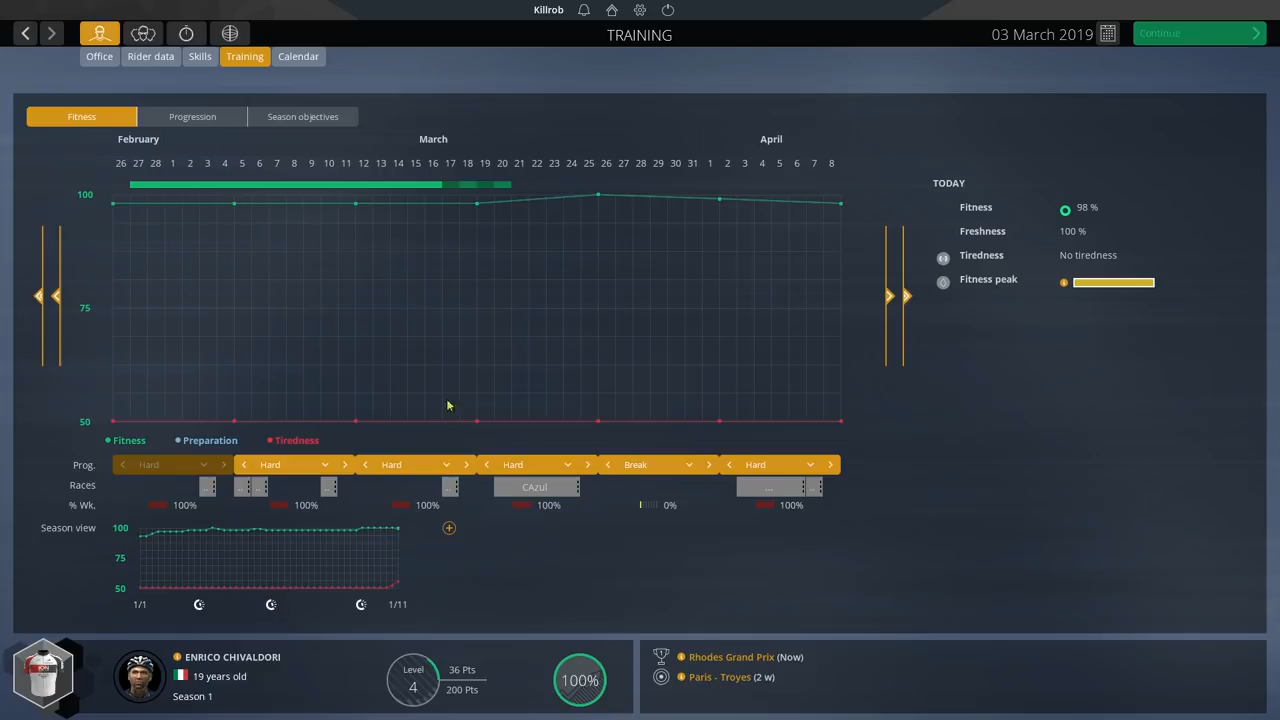 Killrob
TRAINING
03 March 2019
Continue
Office
Rider data
Skills
Training
Calendar
Fitness
Progression
Season objectives
February
March
April
26 27 28 1 2 3 4 5 6 7 8 9 10 11 12 13 14 15 16 17 18 19 20 21 22 23 24 25 26 27 28 29 30 31 1 2 3 4 5 6 7 8
100
75
50
TODAY
Fitness 98 %
Freshness 100 %
Tiredness No tiredness
Fitness peak
Fitness
Preparation
Tiredness
Prog. Hard Hard Hard Hard Break Hard
Races .. .. .. .. .. CAzul ... ..
% Wk. 100% 100% 100% 100% 0% 100%
Season view 100
75
50
1/1
1/11
ION
ENRICO CHIVALDORI
19 years old
Season 1
Level
4
36 Pts
200 Pts
100%
1
Rhodes Grand Prix (Now)
Paris - Troyes (2 w)